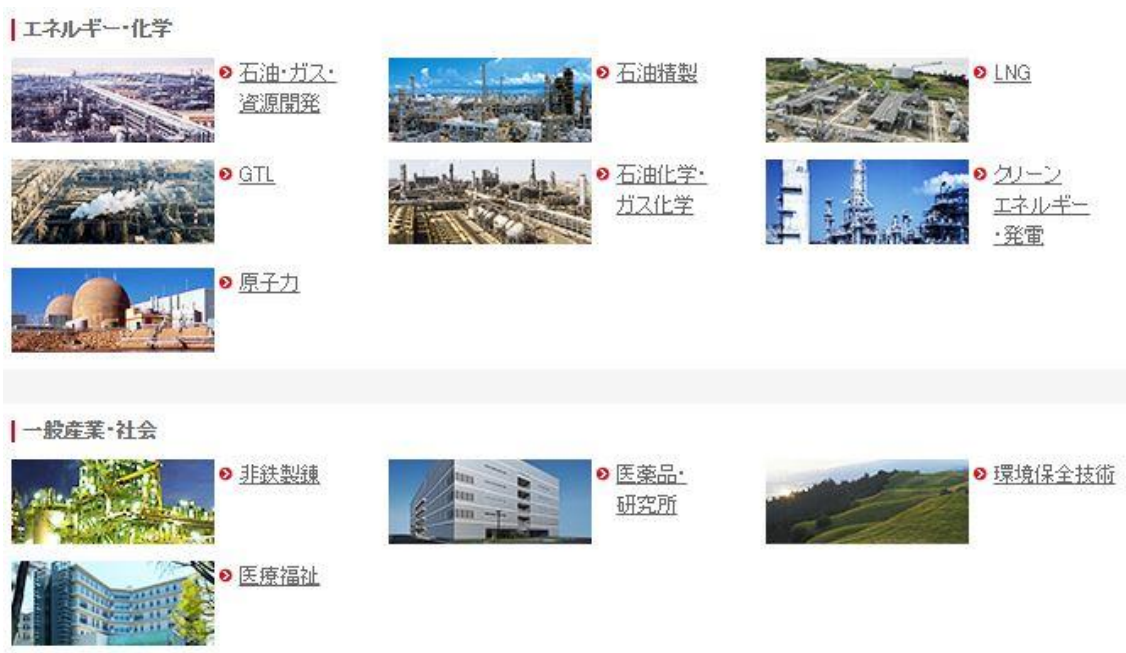 エネルギー・化学
石油・ガス・
資源開発
石油精製
LNG
GTL
石油化学・
ガス化学
クリーン
エネルギー
・発電
原子力
一般産業・社会
非鉄製錬
医薬品・
研究所
環境保全技術
医療福祉